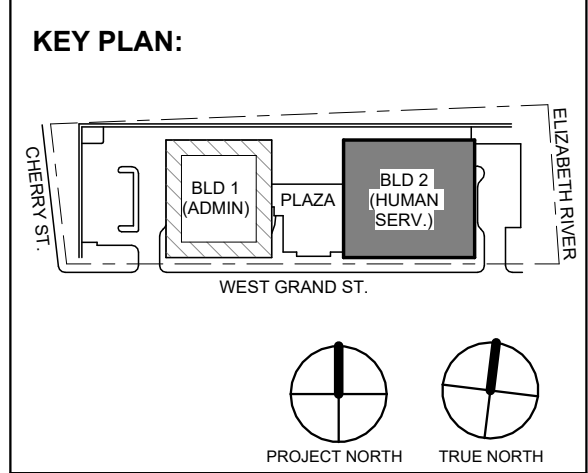 KEY PLAN:
CHERRY ST.
BLD 1
(ADMIN)
PLAZA
BLD 2
(HUMAN
SERV.)
ELIZABETH RIVER
WEST GRAND ST.
PROJECT NORTH
TRUE NORTH